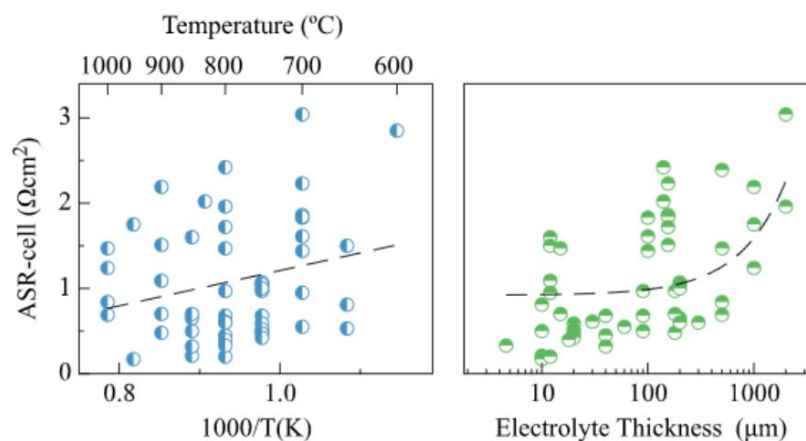 Temperature (ºC)
1000 900 800 700 600
ASR-cell (Ωcm²)
3
2
1
0
0.8 1.0
1000/T(K)
10 100 1000
Electrolyte Thickness (μm)